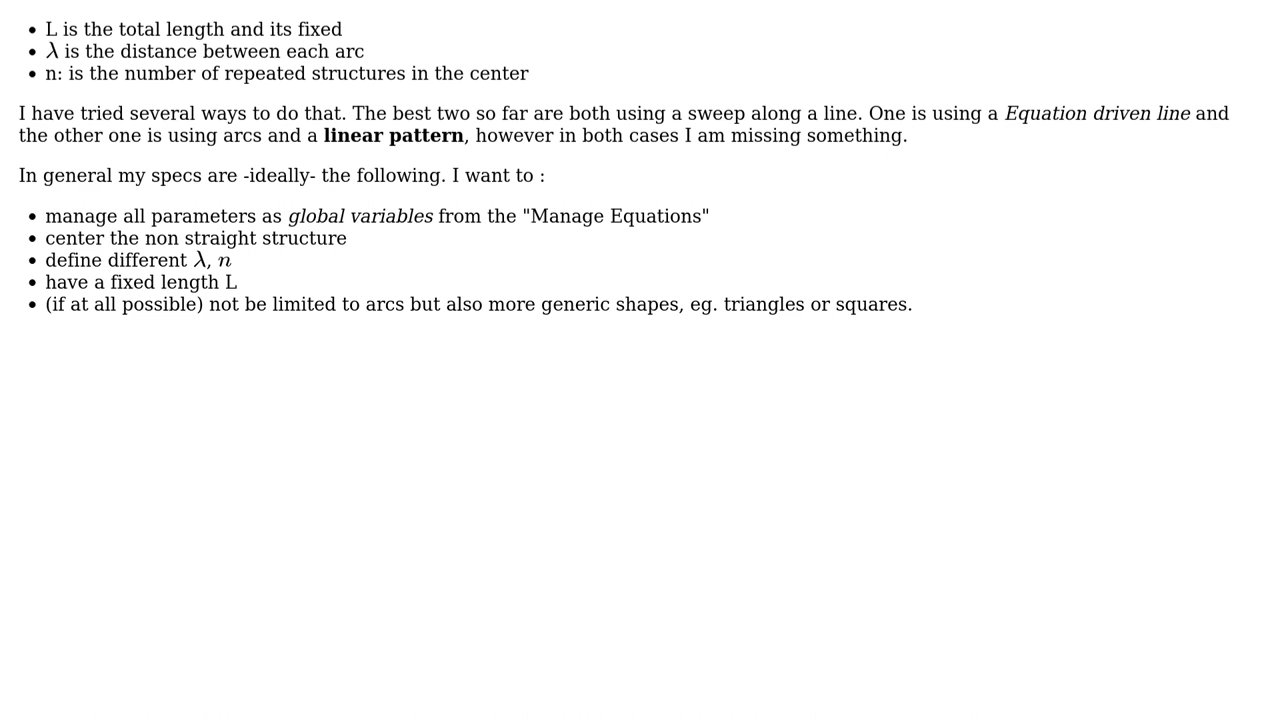 • L is the total length and its fixed
• λ is the distance between each arc
• n: is the number of repeated structures in the center
I have tried several ways to do that. The best two so far are both using a sweep along a line. One is using a Equation driven line and
the other one is using arcs and a linear pattern, however in both cases I am missing something.
In general my specs are -ideally- the following. I want to :
• manage all parameters as global variables from the "Manage Equations"
• center the non straight structure
• define different λ, n
• have a fixed length L
• (if at all possible) not be limited to arcs but also more generic shapes, eg. triangles or squares.